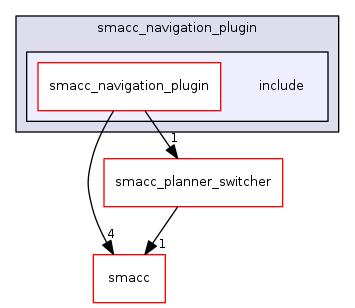 smacc_navigation_plugin
smacc_navigation_plugin include
1
smacc_planner_switcher
4
1
smacc